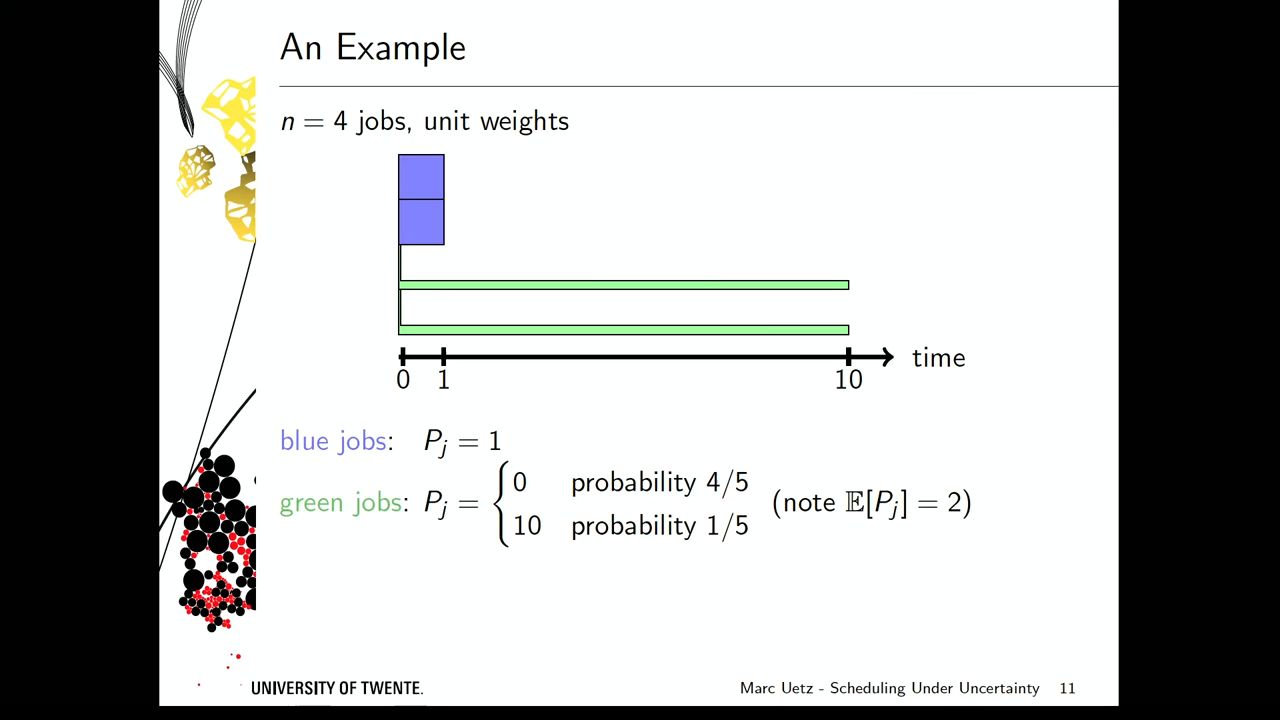 An Example
n = 4 jobs, unit weights
time
0 1 10
blue jobs: Pj = 1
green jobs: Pj = { 0 probability 4/5 (note 𝔼[Pj] = 2)
10 probability 1/5
UNIVERSITY OF TWENTE.
Marc Uetz - Scheduling Under Uncertainty 11